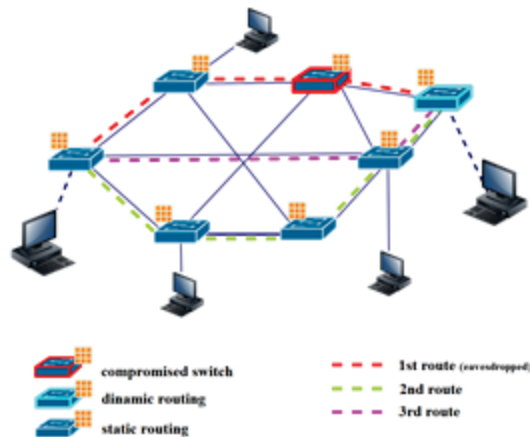 compromised switch
dinamic routing
static routing
1st route (eavesdropped)
2nd route
3rd route